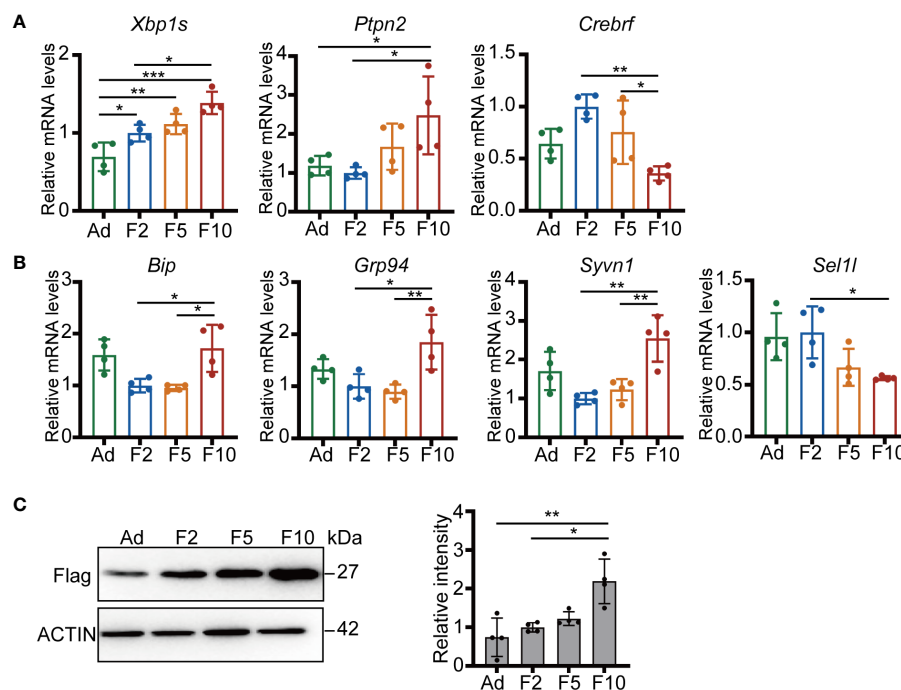 A
Xbp1s
Ptpn2
Crebrf
Relative mRNA levels
2
1
0
*
***
**
*
Ad F2 F5 F10
Relative mRNA levels
4
3
2
1
0
*
*
Ad F2 F5 F10
Relative mRNA levels
1.5
1.0
0.5
0.0
**
*
Ad F2 F5 F10
B
Bip
Grp94
Syvn1
Sel1l
Relative mRNA levels
3
2
1
0
*
*
Ad F2 F5 F10
Relative mRNA levels
3
2
1
0
*
**
Ad F2 F5 F10
Relative mRNA levels
4
3
2
1
0
**
**
Ad F2 F5 F10
Relative mRNA levels
1.5
1.0
0.5
0.0
*
Ad F2 F5 F10
C
Ad F2 F5 F10 kDa
Flag
-27
ACTIN
-42
Relative intensity
4
3
2
1
0
**
*
Ad F2 F5 F10